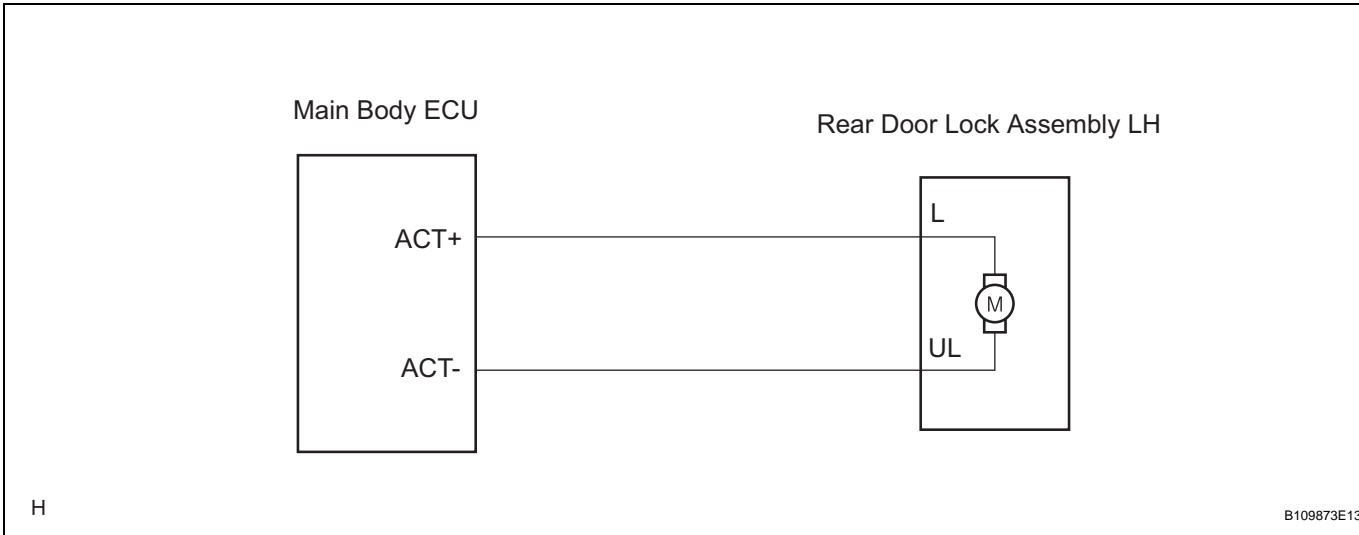 Main Body ECU
Rear Door Lock Assembly LH
ACT+
L
M
ACT-
UL
H
B109873E13